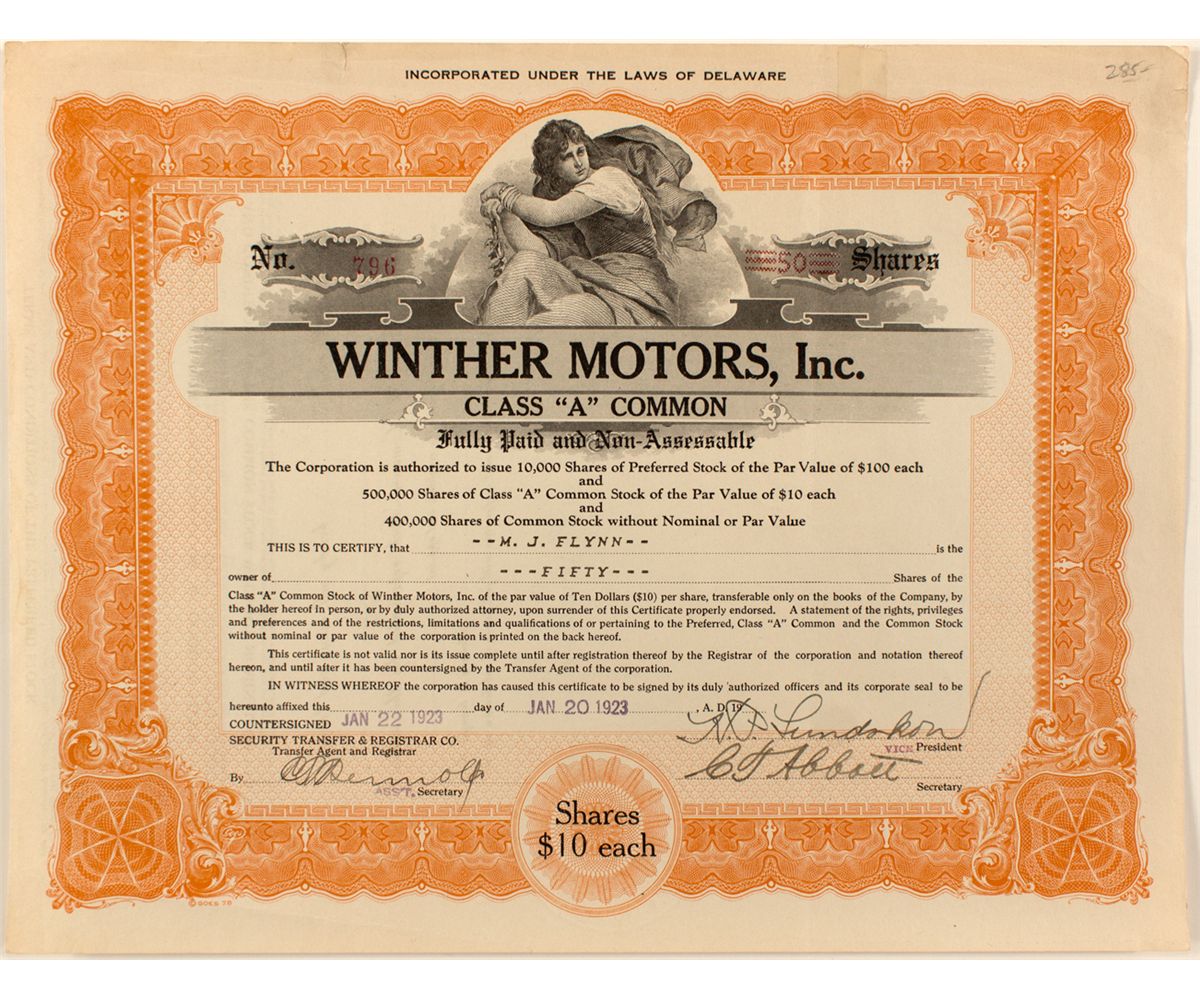 INCORPORATED UNDER THE LAWS OF DELAWARE
285-
No. 796
50 Shares
WINTHER MOTORS, Inc.
CLASS "A" COMMON
Fully Paid and Non-Assessable
The Corporation is authorized to issue 10,000 Shares of Preferred Stock of the Par Value of $100 each
and
500,000 Shares of Class "A" Common Stock of the Par Value of $10 each
and
400,000 Shares of Common Stock without Nominal or Par Value
THIS IS TO CERTIFY, that --M. J. FLYNN-- is the
owner of ---FIFTY--- Shares of the
Class "A" Common Stock of Winther Motors, Inc. of the par value of Ten Dollars ($10) per share, transferable only on the books of the Company, by
the holder hereof in person, or by duly authorized attorney, upon surrender of this Certificate properly endorsed. A statement of the rights, privileges
and preferences and of the restrictions, limitations and qualifications of or pertaining to the Preferred, Class "A" Common and the Common Stock
without nominal or par value of the corporation is printed on the back hereof.
This certificate is not valid nor is its issue complete until after registration thereof by the Registrar of the corporation and notation thereof
hereon, and until after it has been countersigned by the Transfer Agent of the corporation.
IN WITNESS WHEREOF the corporation has caused this certificate to be signed by its duly authorized officers and its corporate seal to be
hereunto affixed this day of JAN 20 1923, A. D. 19
COUNTERSIGNED JAN 22 1923
SECURITY TRANSFER & REGISTRAR CO.
Transfer Agent and Registrar
VICE President
By
C J Abbott
ASS'T. Secretary
Secretary
Shares
$10 each
© GOES 78